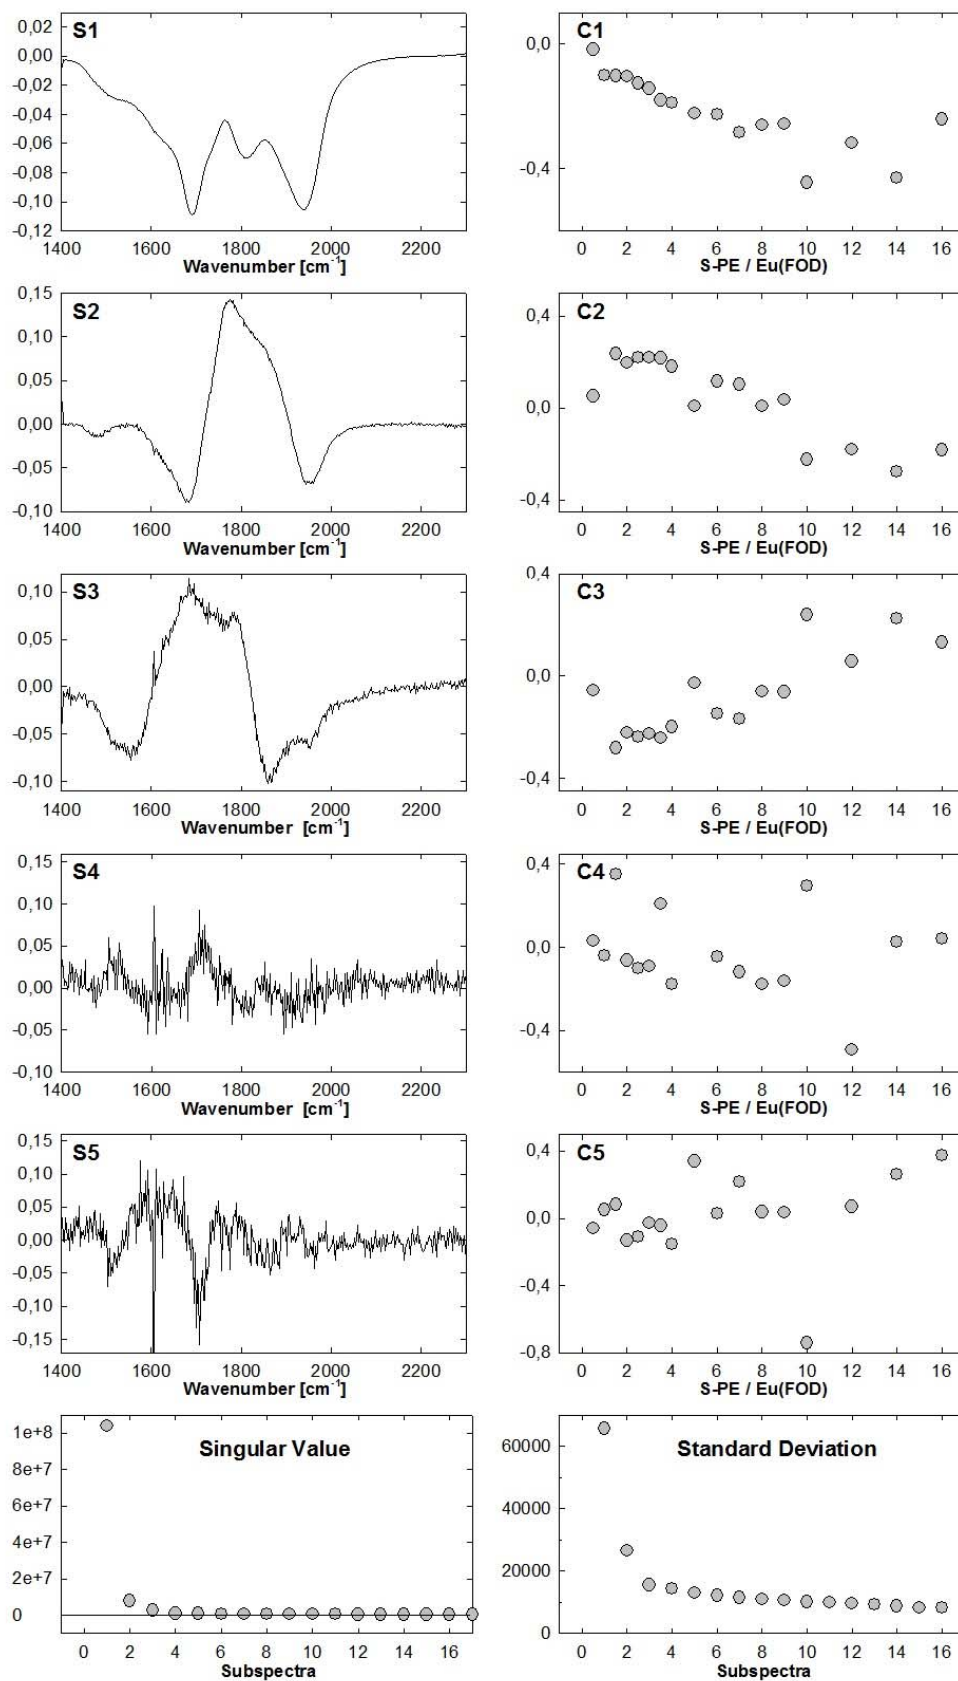 S1
0,02
0,00
-0,02
-0,04
-0,06
-0,08
-0,10
-0,12
1400 1600 1800 2000 2200
Wavenumber [cm-1]
C1
0,0
-0,4
0 2 4 6 8 10 12 14 16
S-PE / Eu(FOD)
S2
0,15
0,10
0,05
0,00
-0,05
-0,10
1400 1600 1800 2000 2200
Wavenumber [cm-1]
C2
0,4
0,0
-0,4
0 2 4 6 8 10 12 14 16
S-PE / Eu(FOD)
S3
0,10
0,05
0,00
-0,05
-0,10
1400 1600 1800 2000 2200
Wavenumber [cm-1]
C3
0,4
0,0
-0,4
0 2 4 6 8 10 12 14 16
S-PE / Eu(FOD)
S4
0,15
0,10
0,05
0,00
-0,05
-0,10
1400 1600 1800 2000 2200
Wavenumber [cm-1]
C4
0,4
0,0
-0,4
0 2 4 6 8 10 12 14 16
S-PE / Eu(FOD)
S5
0,15
0,10
0,05
0,00
-0,05
-0,10
-0,15
1400 1600 1800 2000 2200
Wavenumber [cm-1]
C5
0,4
0,0
-0,4
-0,8
0 2 4 6 8 10 12 14 16
S-PE / Eu(FOD)
Singular Value
1e+8
8e+7
6e+7
4e+7
2e+7
0
0 2 4 6 8 10 12 14 16
Subspectra
Standard Deviation
60000
40000
20000
0
0 2 4 6 8 10 12 14 16
Subspectra